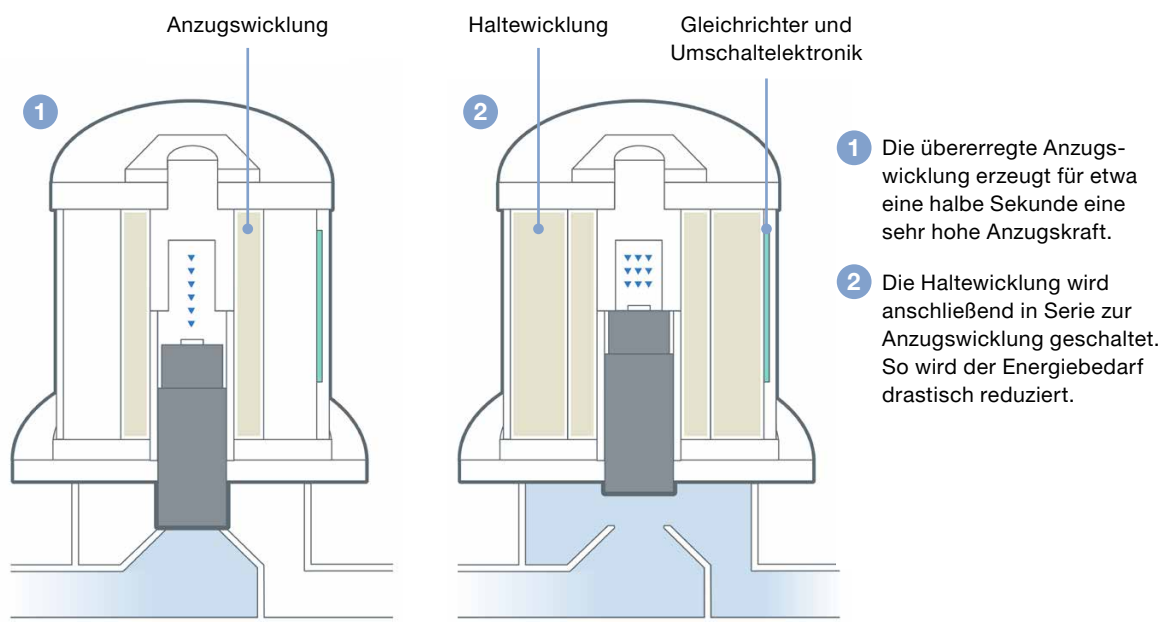 Anzugswicklung
Haltewicklung
Gleichrichter und
Umschaltelektronik
1
2
1 Die übererregte Anzugs-
wicklung erzeugt für etwa
eine halbe Sekunde eine
sehr hohe Anzugskraft.
2 Die Haltewicklung wird
anschließend in Serie zur
Anzugswicklung geschaltet.
So wird der Energiebedarf
drastisch reduziert.